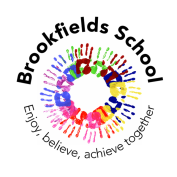 Brookfields School
Enjoy, believe, achieve together